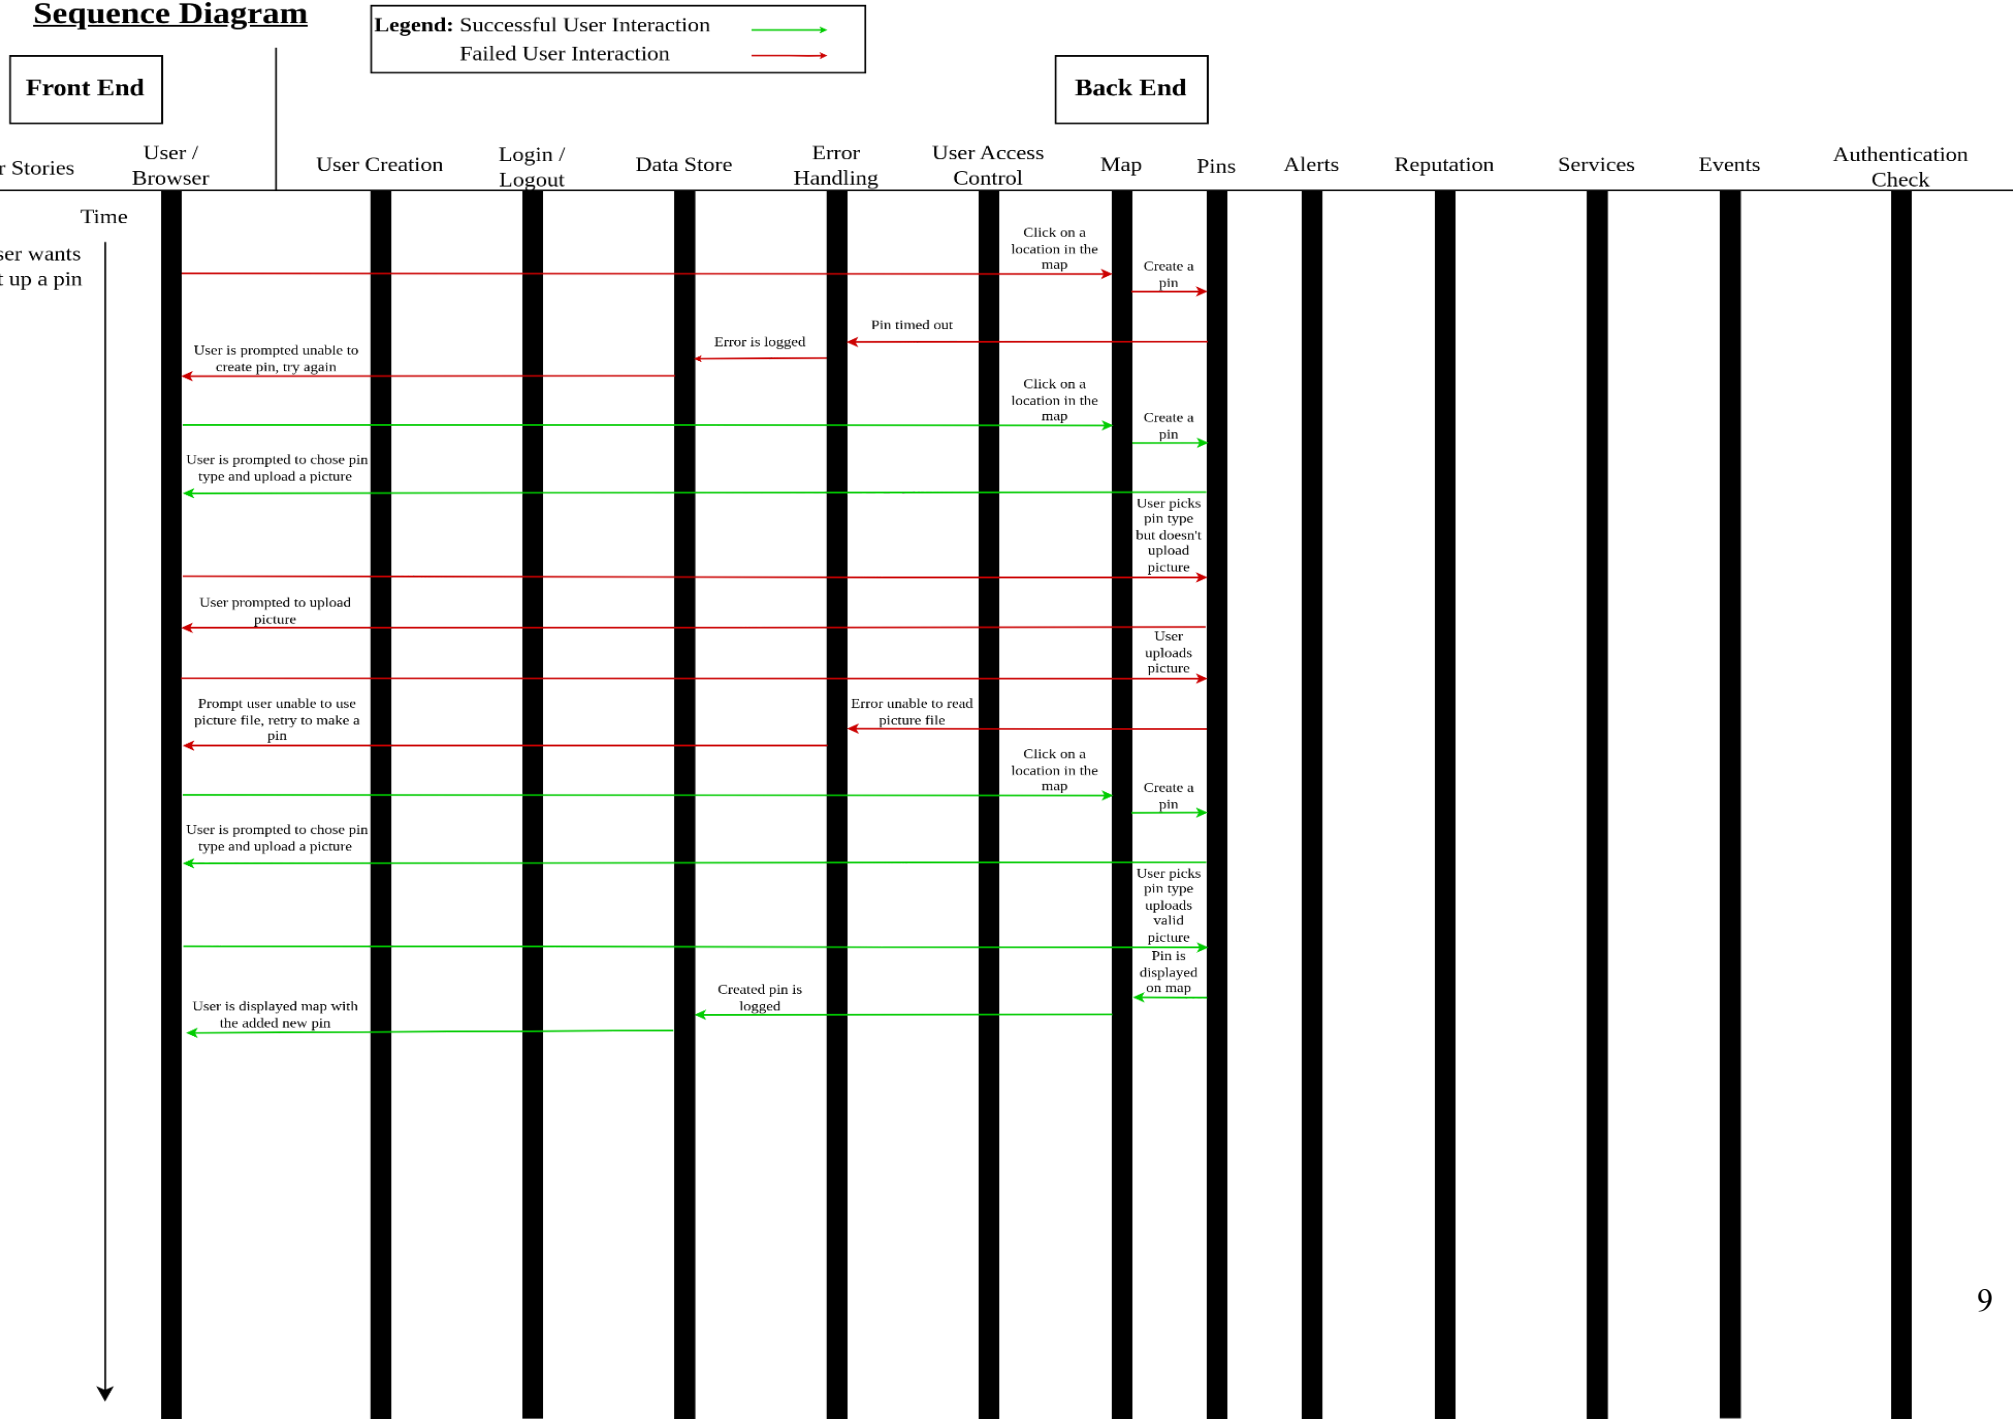 Sequence Diagram
Legend: Successful User Interaction
Failed User Interaction
Front End
Back End
r Stories
User /
Browser
User Creation
Login /
Logout
Data Store
Error
Handling
User Access
Control
Map
Pins
Alerts
Reputation
Services
Events
Authentication
Check
Time
ser wants
t up a pin
Click on a
location in the
map
Create a
pin
Pin timed out
Error is logged
User is prompted unable to
create pin, try again
Click on a
location in the
map
Create a
pin
User is prompted to chose pin
type and upload a picture
User picks
pin type
but doesn't
upload
picture
User prompted to upload
picture
User
uploads
picture
Error unable to read
picture file
Prompt user unable to use
picture file, retry to make a
pin
Click on a
location in the
map
Create a
pin
User is prompted to chose pin
type and upload a picture
User picks
pin type
uploads
valid
picture
Pin is
displayed
on map
Created pin is
logged
User is displayed map with
the added new pin
9